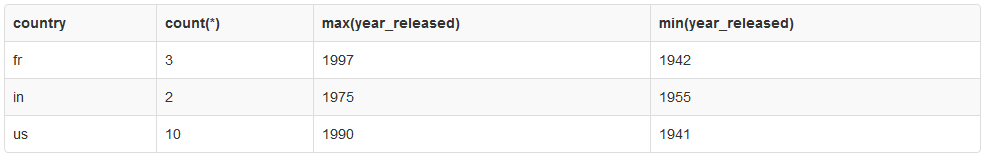 country count(*) max(year_released) min(year_released)
fr 3 1997 1942
in 2 1975 1955
us 10 1990 1941